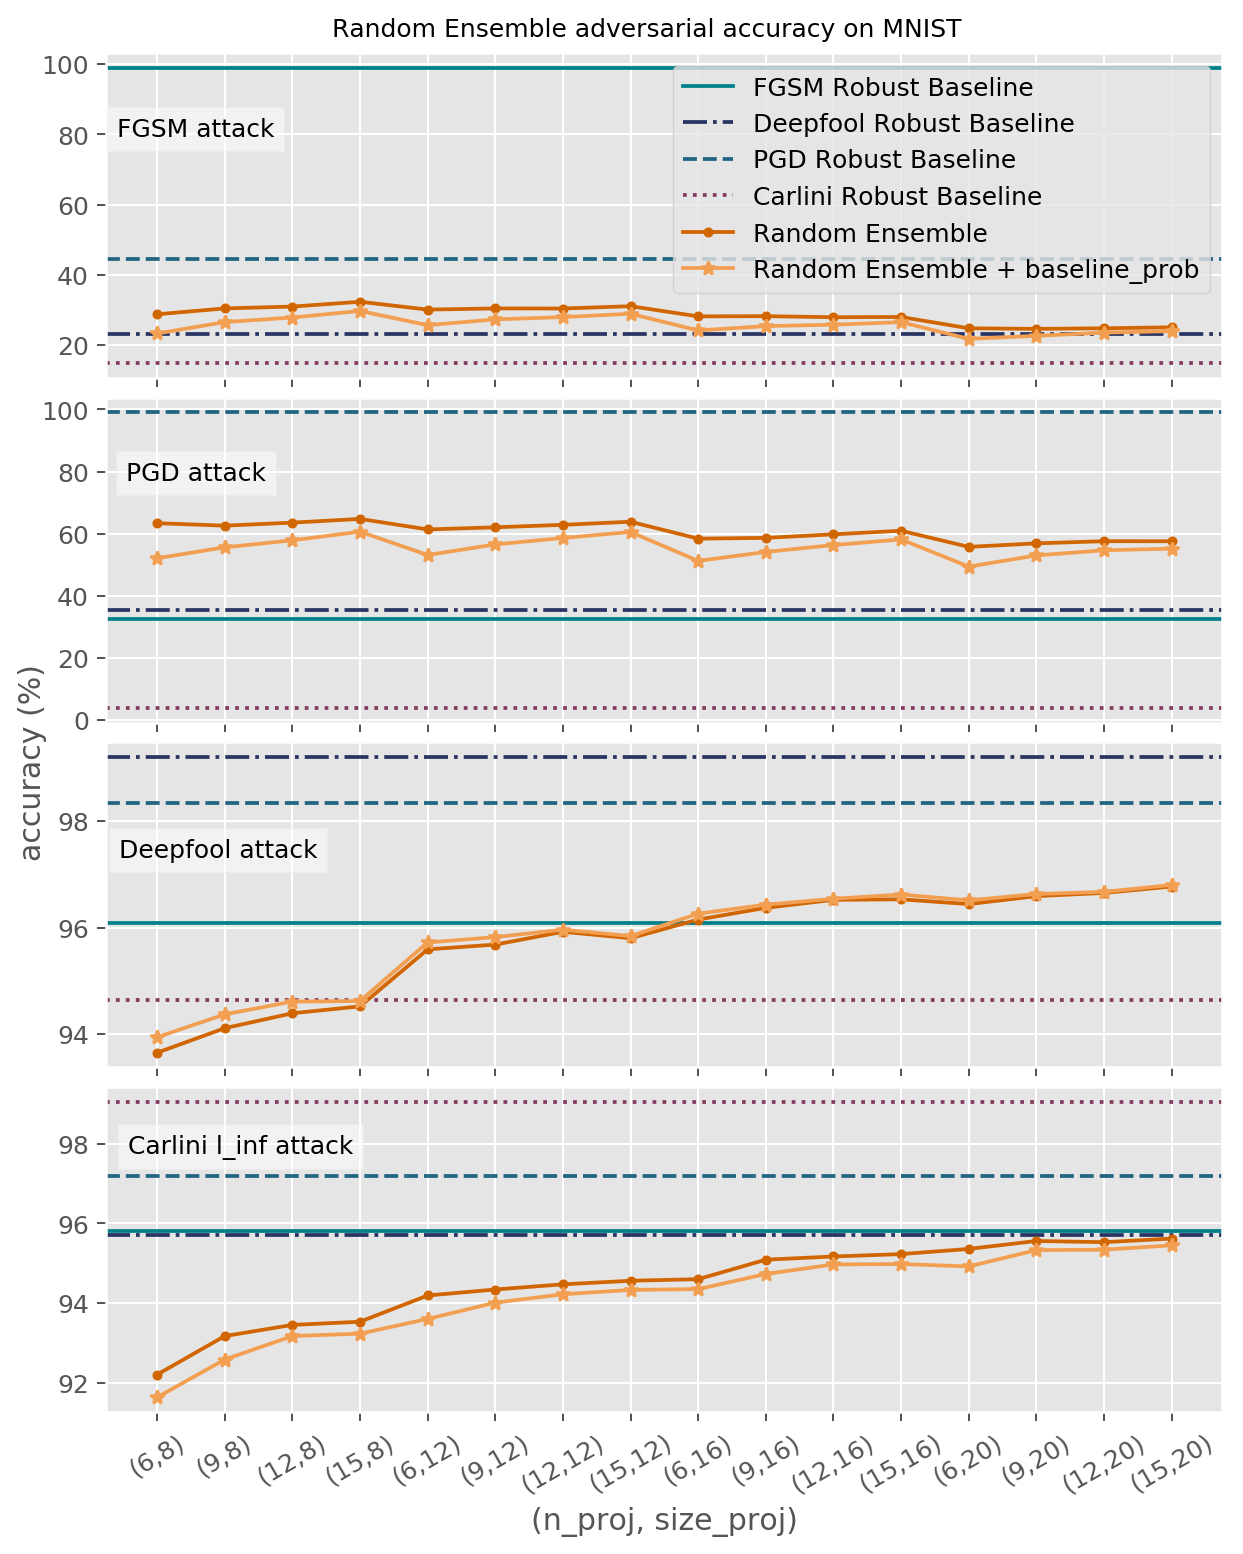 Random Ensemble adversarial accuracy on MNIST
100
80
60
40
20
FGSM attack
FGSM Robust Baseline
Deepfool Robust Baseline
PGD Robust Baseline
Carlini Robust Baseline
Random Ensemble
Random Ensemble + baseline_prob
100
80
60
40
20
0
PGD attack
accuracy (%)
98
96
94
Deepfool attack
98
96
94
92
Carlini l_inf attack
(6,8)
(9,8)
(12,8)
(15,8)
(6,12)
(9,12)
(12,12)
(15,12)
(6,16)
(9,16)
(12,16)
(15,16)
(6,20)
(9,20)
(12,20)
(15,20)
(n_proj, size_proj)